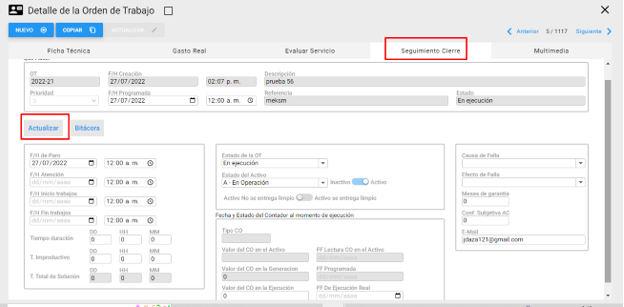 Detalle de la Orden de Trabajo
NUEVO COPIAR ACTUALIZAR Anterior 5 / 1117 Siguiente
Ficha Técnica Gasto Real Evaluar Servicio Seguimiento Cierre Multimedia
OT F/H Creación Descripción
2022-21 27/07/2022 02:07 p. m. prueba 56
Prioridad F/H Programada Referencia Estado
27/07/2022 12:00 a. m. meksm En ejecución
Actualizar Bitácora
F/H de Paro
27/07/2022 12:00 a. m.
F/H Atención
dd/mm/aaaa 12:00 a. m.
F/H Inicio trabajos
dd/mm/aaaa 12:00 a. m.
F/H Fin trabajos
dd/mm/aaaa 12:00 a. m.
DD HH MM
Tiempo duración 0 0 0
DD HH MM
T. Improductivo 0 0 0
T. Total de Solución 0 0 0
Estado de la OT
En ejecución
Estado del Activo
A - En Operación Inactivo Activo
Activo No se entrega limpio Activo se entrega limpio
Fecha y Estado del Contador al momento de ejecución
Tipo CO
Valor del CO en el Activo FF Lectura CO en el Activo
dd/mm/aaaa
Valor del CO en la Generacion FF Programada
0 dd/mm/aaaa
Valor del CO en la Ejecución FF De Ejecución Real
0 dd/mm/aaaa
Causa de Falla
Efecto de Falla
Meses de garantía
0
Conf. Subjetiva AC
0
E-Mail
jdaza121@gmail.com